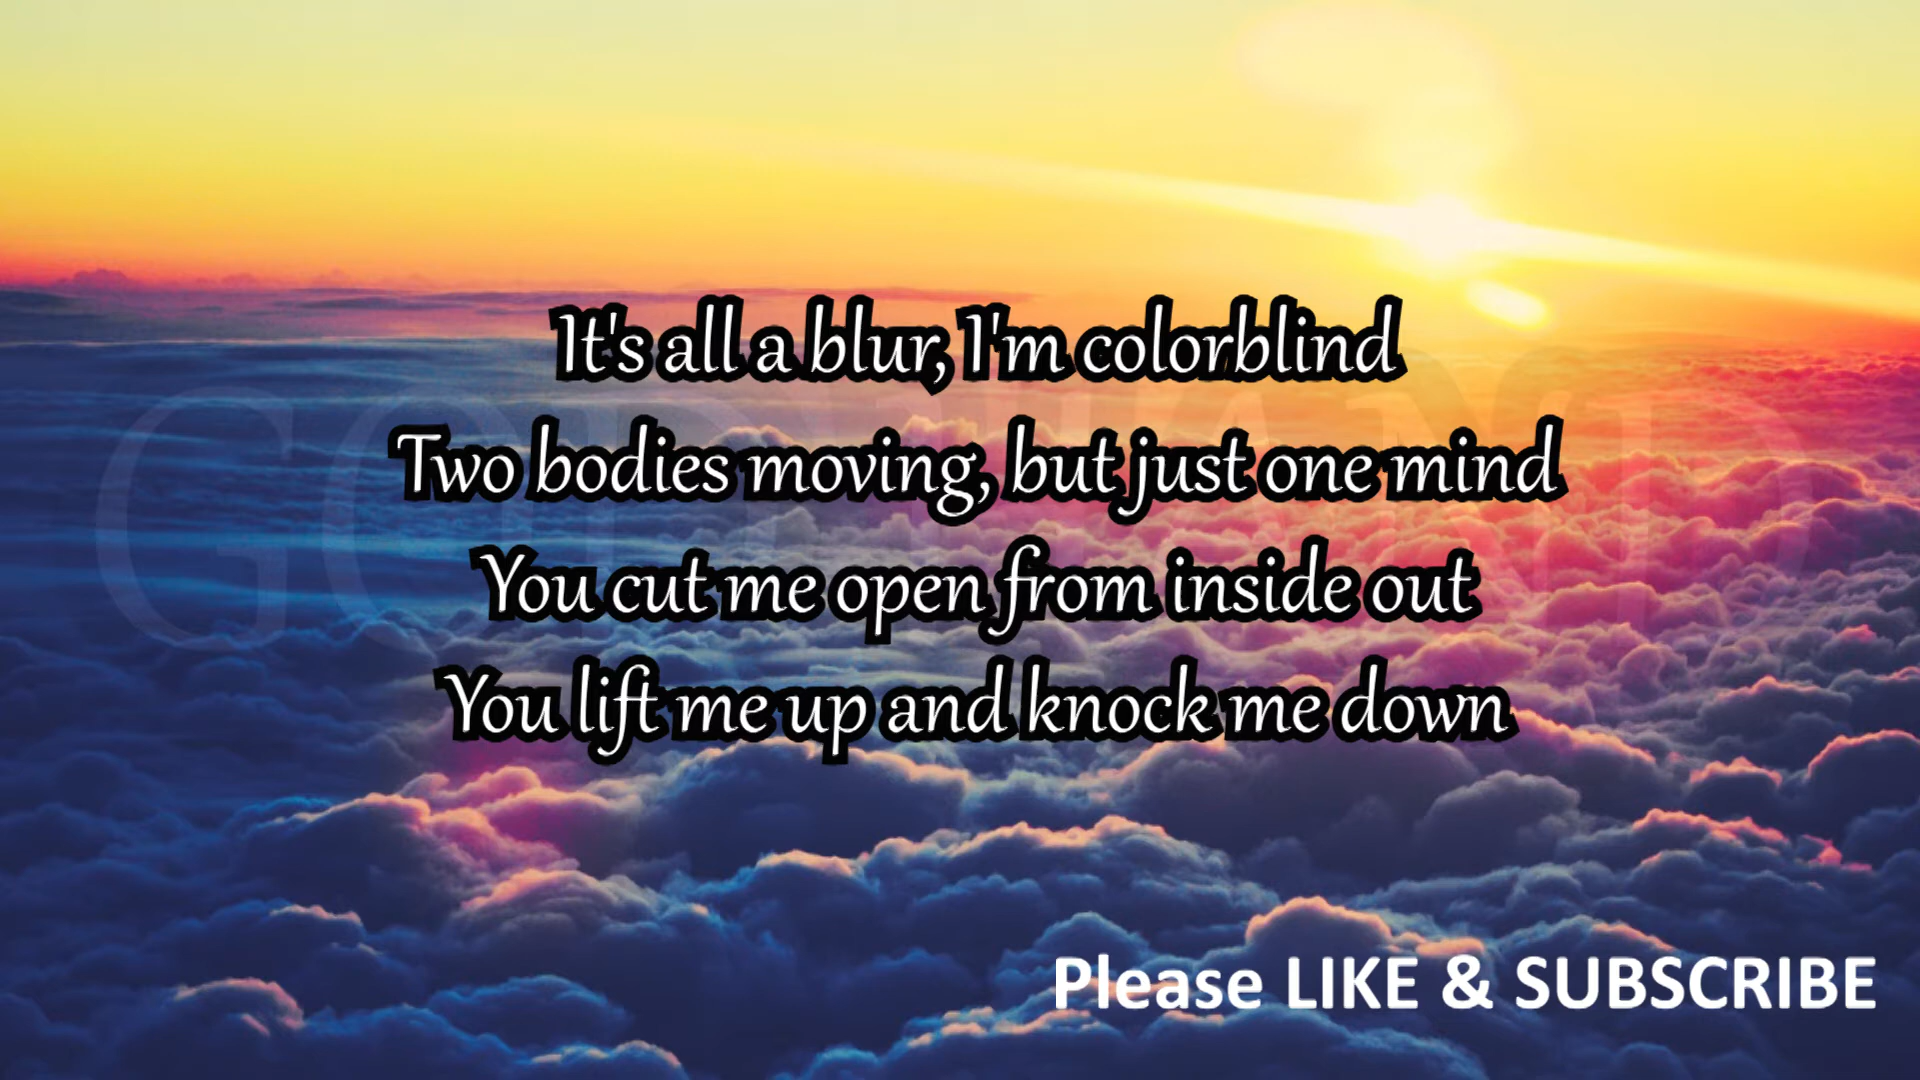 It's all a blur, I'm colorblind
Two bodies moving, but just one mind
You cut me open from inside out
You lift me up and knock me down
Please LIKE & SUBSCRIBE